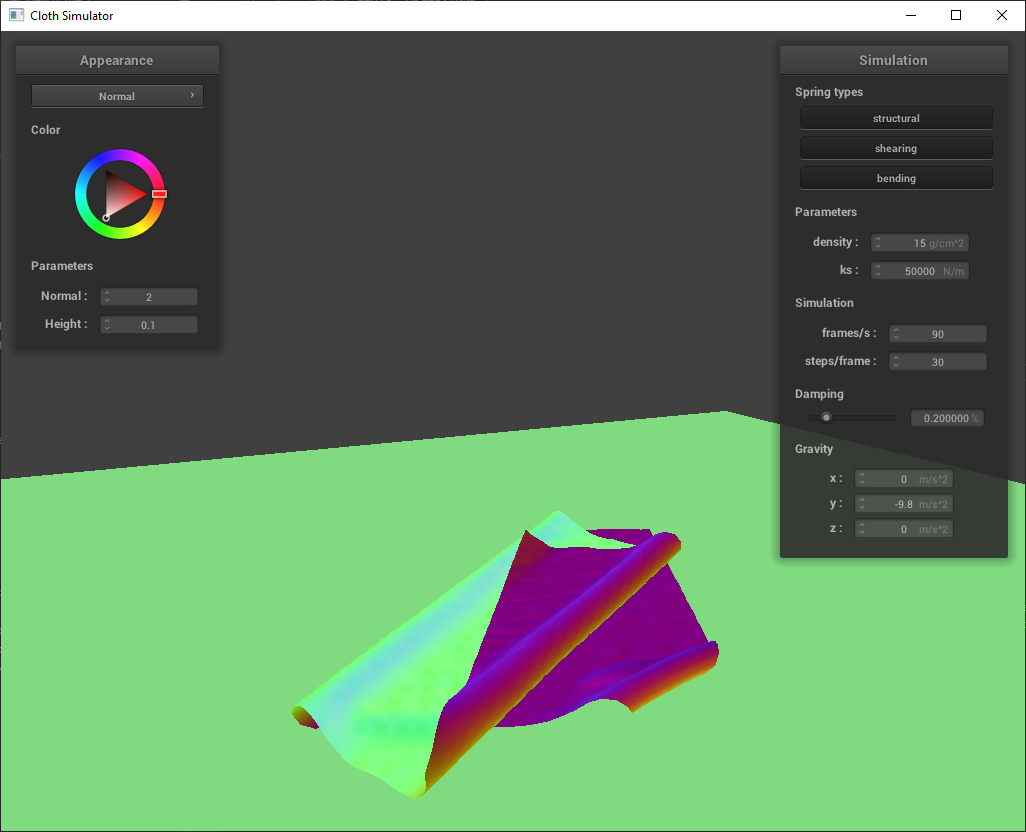 Cloth Simulator
Appearance
Normal
Color
Parameters
Normal : 2
Height : 0.1
Simulation
Spring types
structural
shearing
bending
Parameters
density : 15 g/cm^2
ks : 50000 N/m
Simulation
frames/s : 90
steps/frame : 30
Damping
0.200000 %
Gravity
x : 0 m/s^2
y : -9.8 m/s^2
z : 0 m/s^2